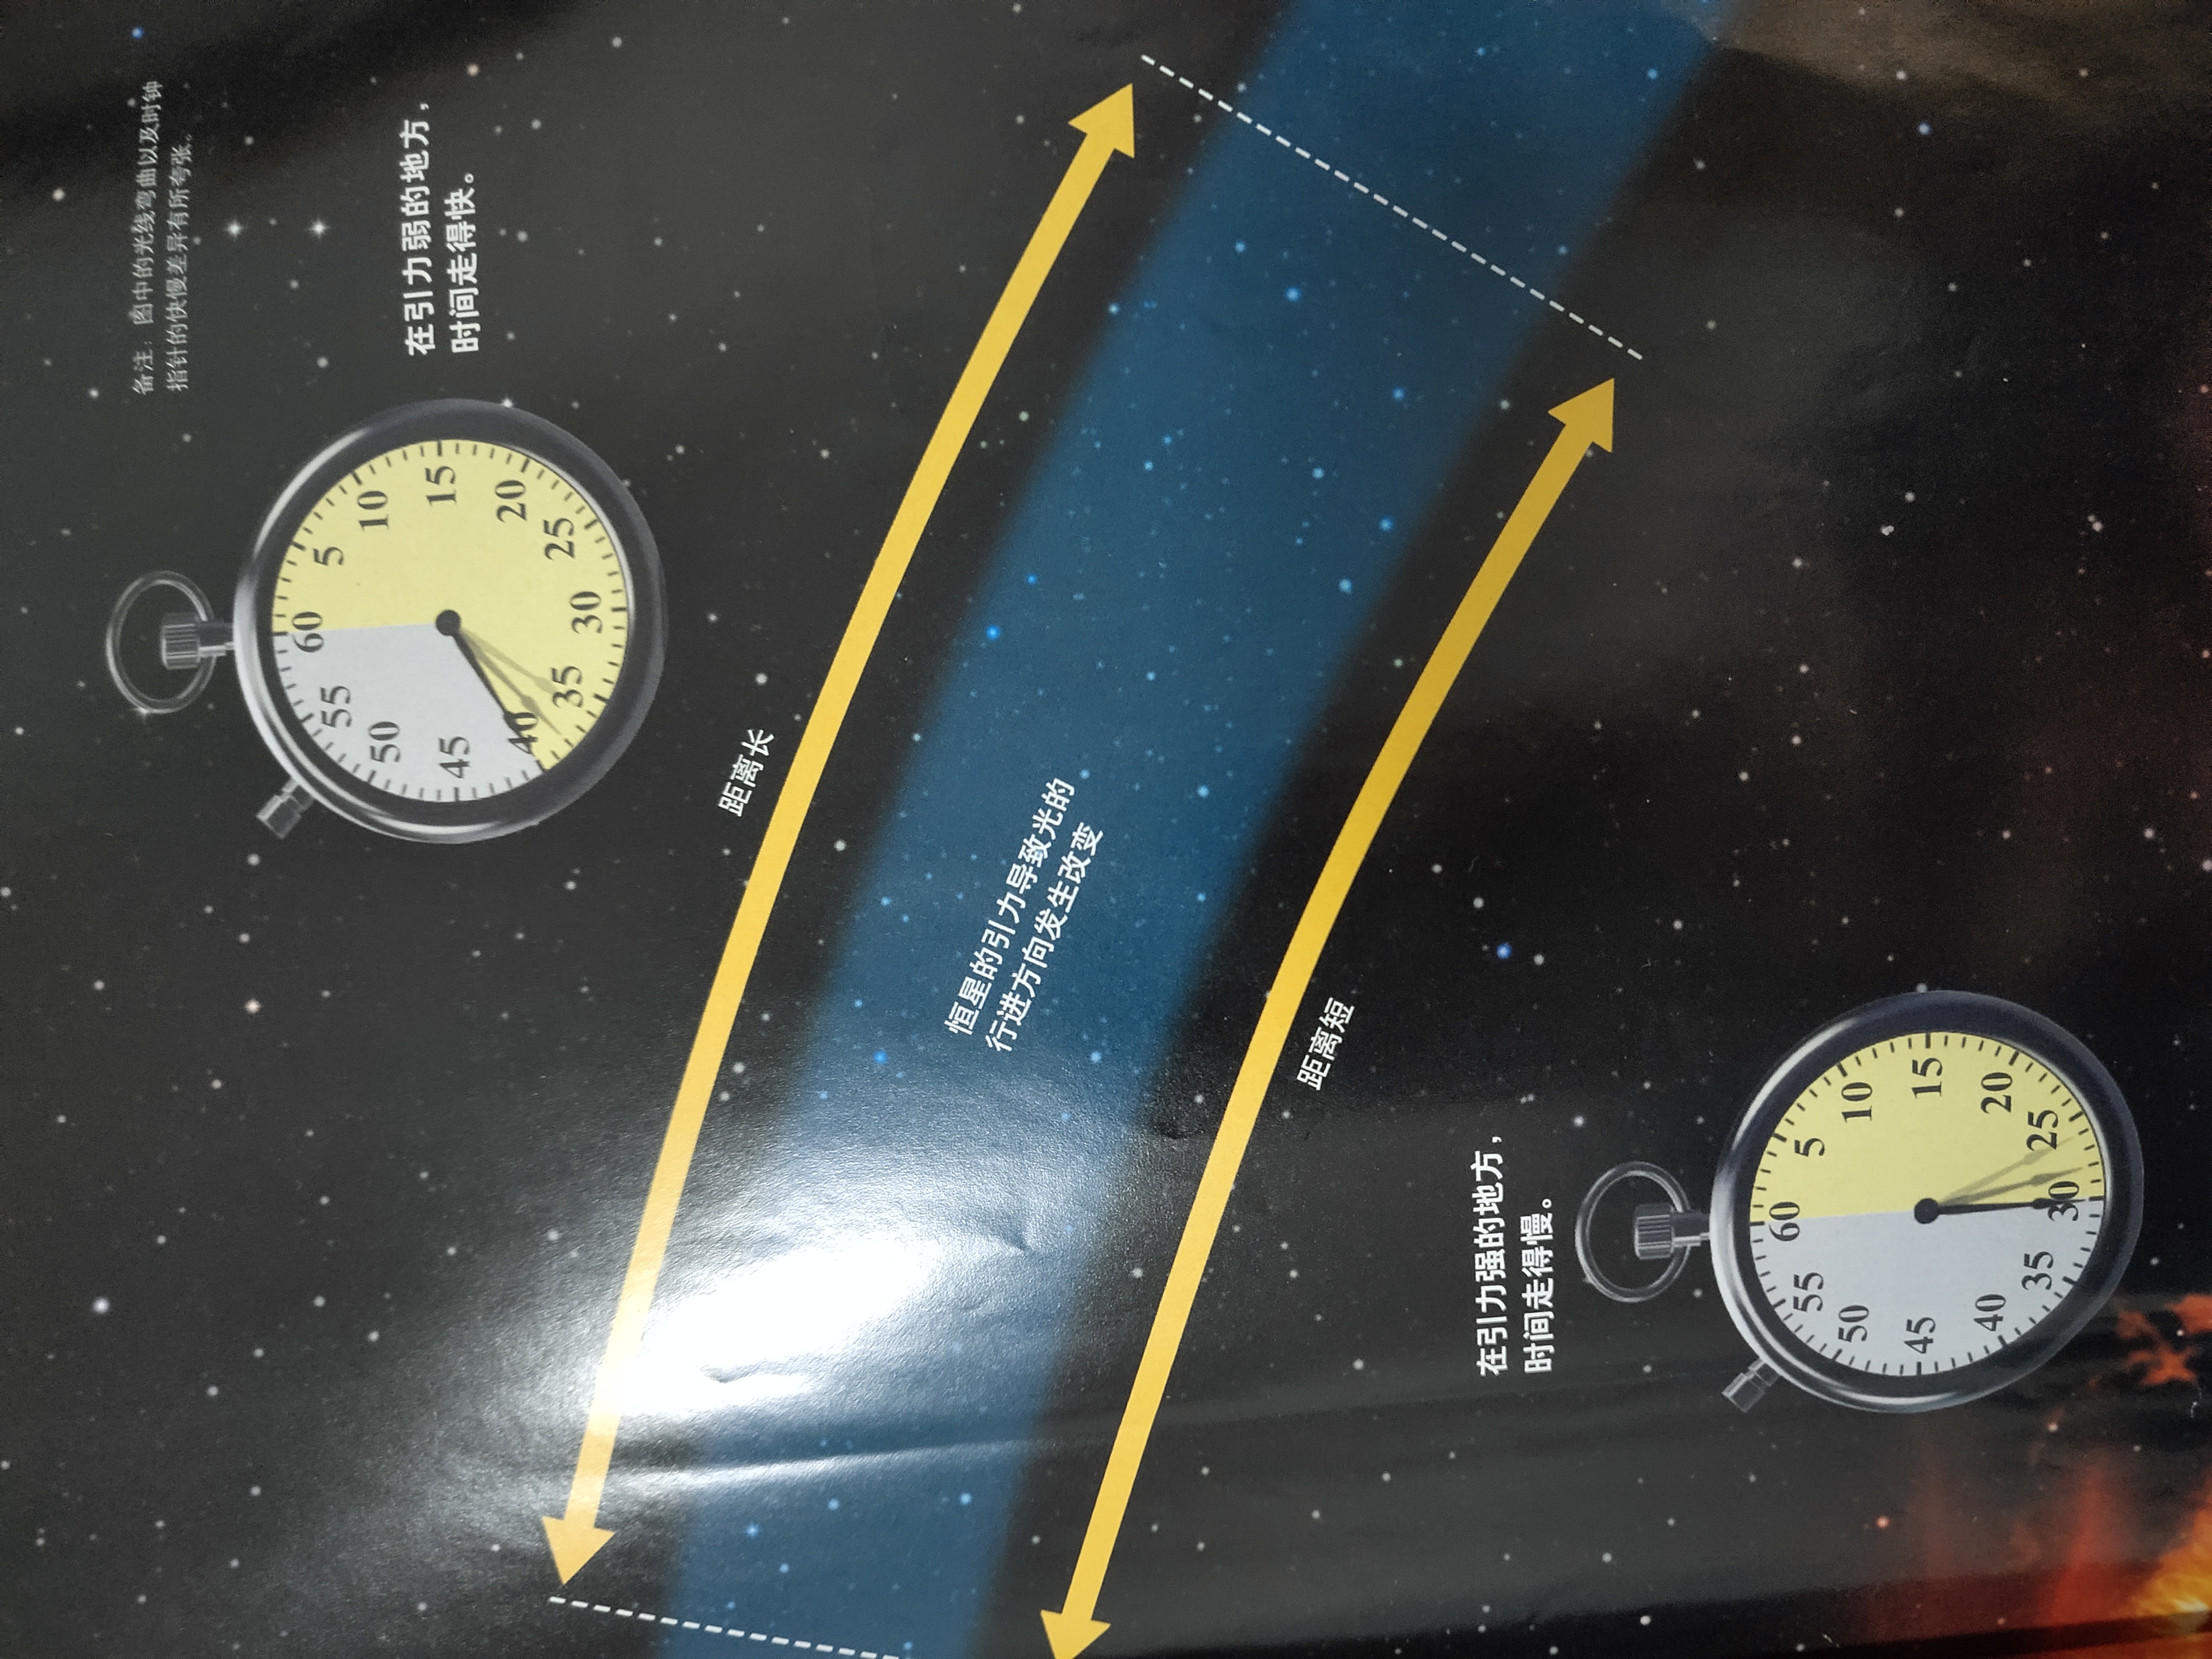 备注：图中的光线弯曲以及时钟
指针的快慢差异有所夸张。
在引力弱的地方，
时间走得快。
60
5
10
15
20
25
30
35
40
45
50
55
距离长
恒星的引力导致光的
行进方向发生改变
距离短
在引力强的地方，
时间走得慢。
60
5
10
15
20
25
30
35
40
45
50
55